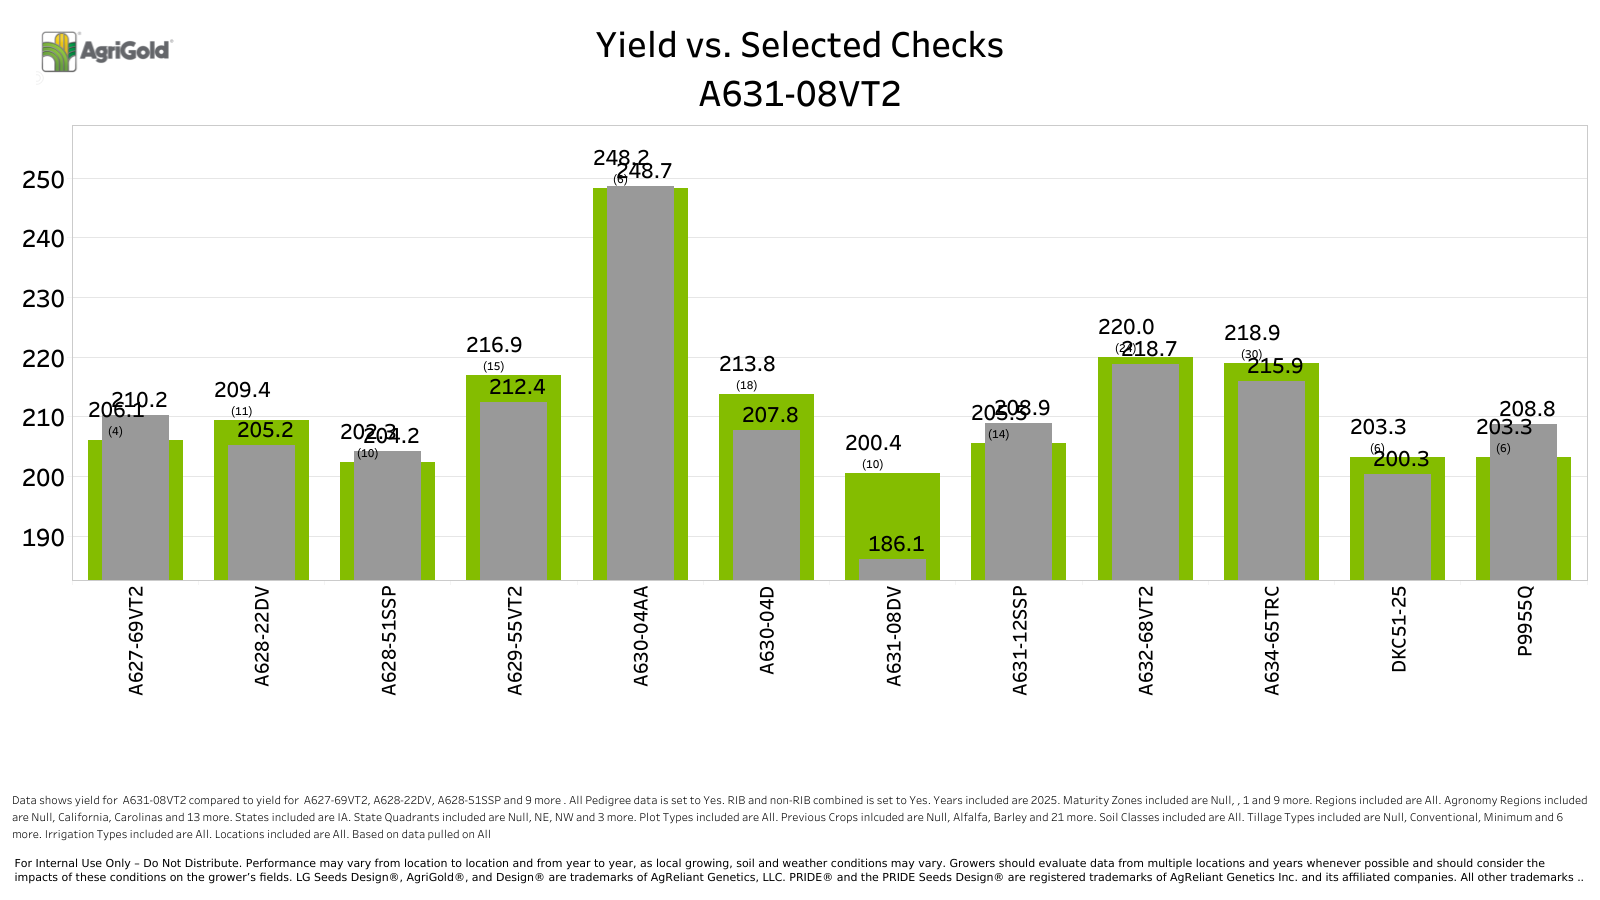 AgriGold
Yield vs. Selected Checks
A631-08VT2
250
240
230
220
210
200
190
206.1
(4)
210.2
209.4
(11)
205.2
202.3
(10)
204.2
216.9
(15)
212.4
248.2
(6)
248.7
213.8
(18)
207.8
200.4
(10)
186.1
205.5
(14)
208.9
220.0
(24)
218.7
218.9
(30)
215.9
203.3
(6)
200.3
203.3
(6)
208.8
A627-69VT2
A628-22DV
A628-51SSP
A629-55VT2
A630-04AA
A630-04D
A631-08DV
A631-12SSP
A632-68VT2
A634-65TRC
DKC51-25
P9955Q
Data shows yield for  A631-08VT2 compared to yield for  A627-69VT2, A628-22DV, A628-51SSP and 9 more . All Pedigree data is set to Yes. RIB and non-RIB combined is set to Yes. Years included are 2025. Maturity Zones included are Null, , 1 and 9 more. Regions included are All. Agronomy Regions included
are Null, California, Carolinas and 13 more. States included are IA. State Quadrants included are Null, NE, NW and 3 more. Plot Types included are All. Previous Crops inlcuded are Null, Alfalfa, Barley and 21 more. Soil Classes included are All. Tillage Types included are Null, Conventional, Minimum and 6
more. Irrigation Types included are All. Locations included are All. Based on data pulled on All
For Internal Use Only – Do Not Distribute. Performance may vary from location to location and from year to year, as local growing, soil and weather conditions may vary. Growers should evaluate data from multiple locations and years whenever possible and should consider the
impacts of these conditions on the grower’s fields. LG Seeds Design®, AgriGold®, and Design® are trademarks of AgReliant Genetics, LLC. PRIDE® and the PRIDE Seeds Design® are registered trademarks of AgReliant Genetics Inc. and its affiliated companies. All other trademarks ..